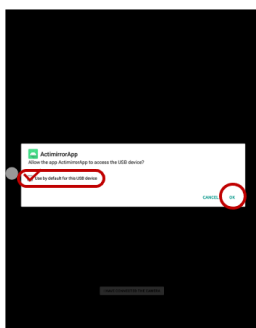 ActimirrorApp
Allow the app ActimirrorApp to access the USB device?
Use by default for this USB device
CANCEL OK